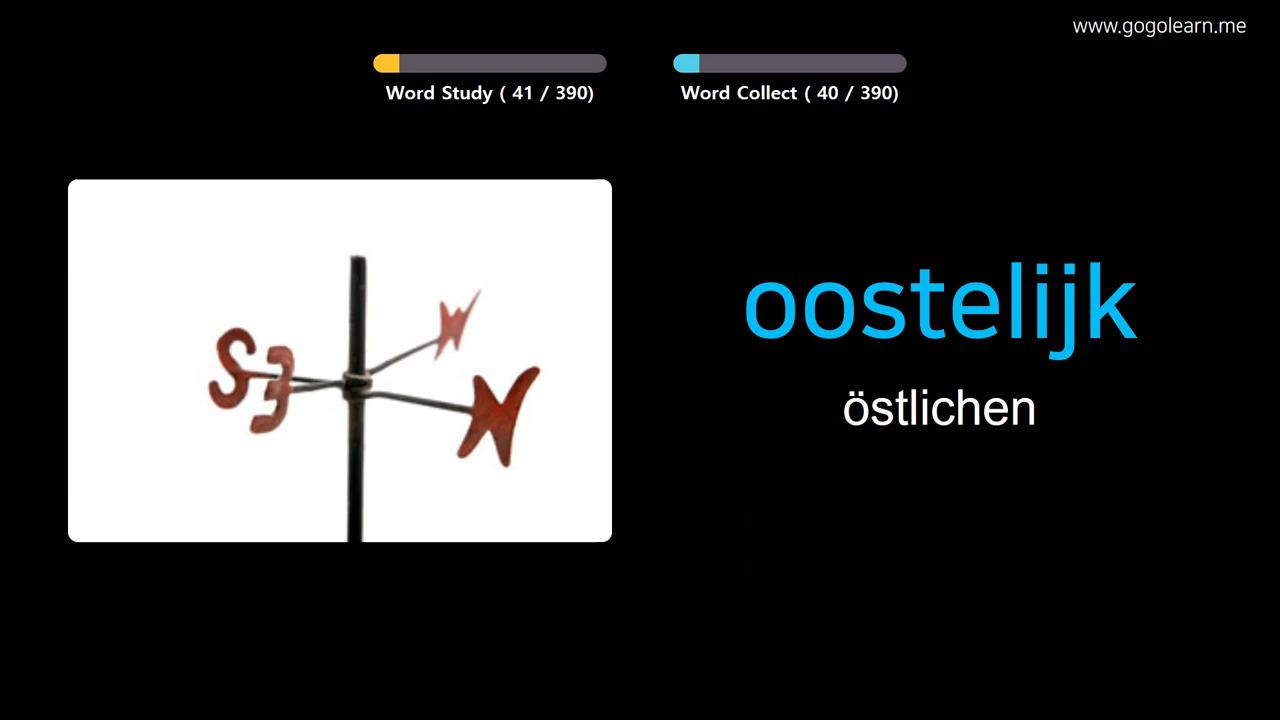 www.gogolearn.me
Word Study ( 41 / 390)
Word Collect ( 40 / 390)
oostelijk
östlichen
S
E
W
N